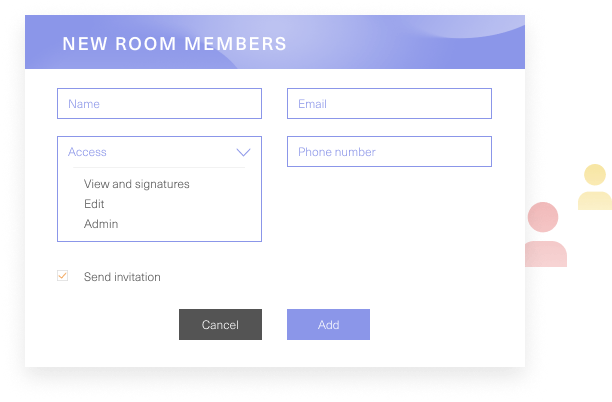 NEW ROOM MEMBERS
Name
Email
Access
Phone number
View and signatures
Edit
Admin
Send invitation
Cancel
Add